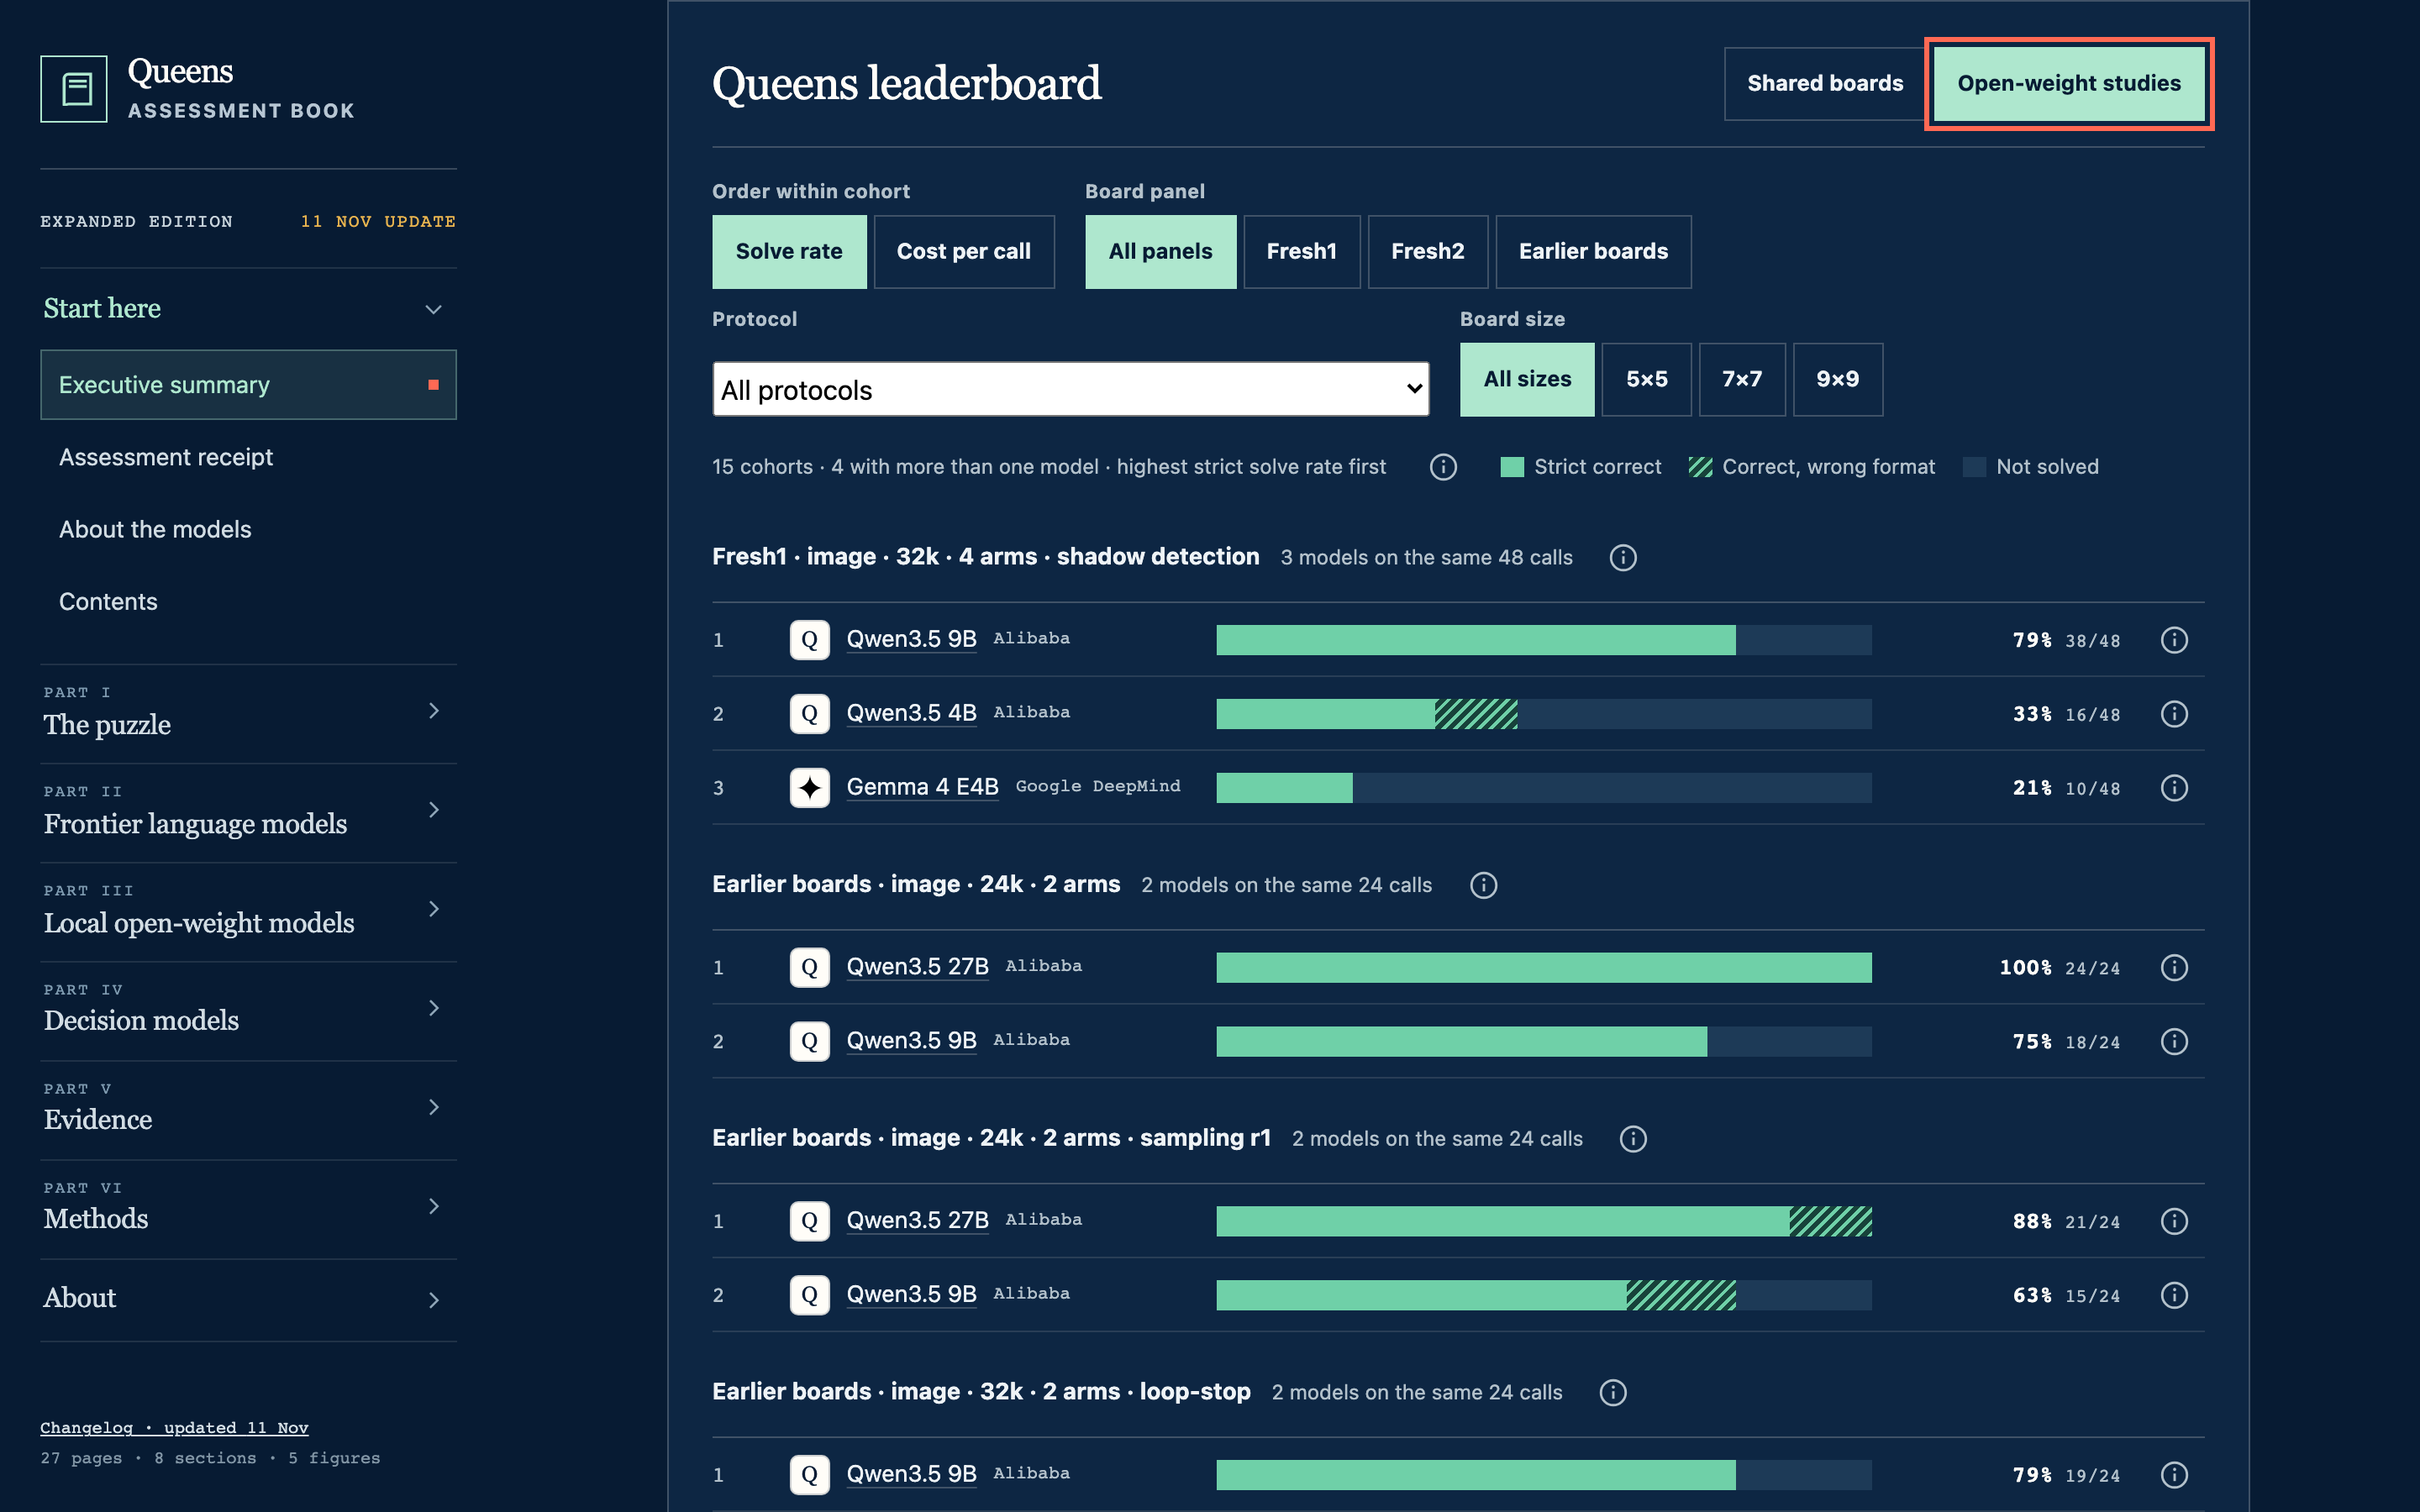 Queens
ASSESSMENT BOOK
EXPANDED EDITION 11 NOV UPDATE
Start here
Executive summary
Assessment receipt
About the models
Contents
PART I
The puzzle
PART II
Frontier language models
PART III
Local open-weight models
PART IV
Decision models
PART V
Evidence
PART VI
Methods
About
Changelog · updated 11 Nov
27 pages · 8 sections · 5 figures
Queens leaderboard
Shared boards Open-weight studies
Order within cohort Board panel
Solve rate Cost per call All panels Fresh1 Fresh2 Earlier boards
Protocol Board size
All protocols All sizes 5×5 7×7 9×9
15 cohorts · 4 with more than one model · highest strict solve rate first Strict correct Correct, wrong format Not solved
Fresh1 · image · 32k · 4 arms · shadow detection 3 models on the same 48 calls
1 Q Qwen3.5 9B Alibaba 79% 38/48
2 Q Qwen3.5 4B Alibaba 33% 16/48
3 Gemma 4 E4B Google DeepMind 21% 10/48
Earlier boards · image · 24k · 2 arms 2 models on the same 24 calls
1 Q Qwen3.5 27B Alibaba 100% 24/24
2 Q Qwen3.5 9B Alibaba 75% 18/24
Earlier boards · image · 24k · 2 arms · sampling r1 2 models on the same 24 calls
1 Q Qwen3.5 27B Alibaba 88% 21/24
2 Q Qwen3.5 9B Alibaba 63% 15/24
Earlier boards · image · 32k · 2 arms · loop-stop 2 models on the same 24 calls
1 Q Qwen3.5 9B Alibaba 79% 19/24